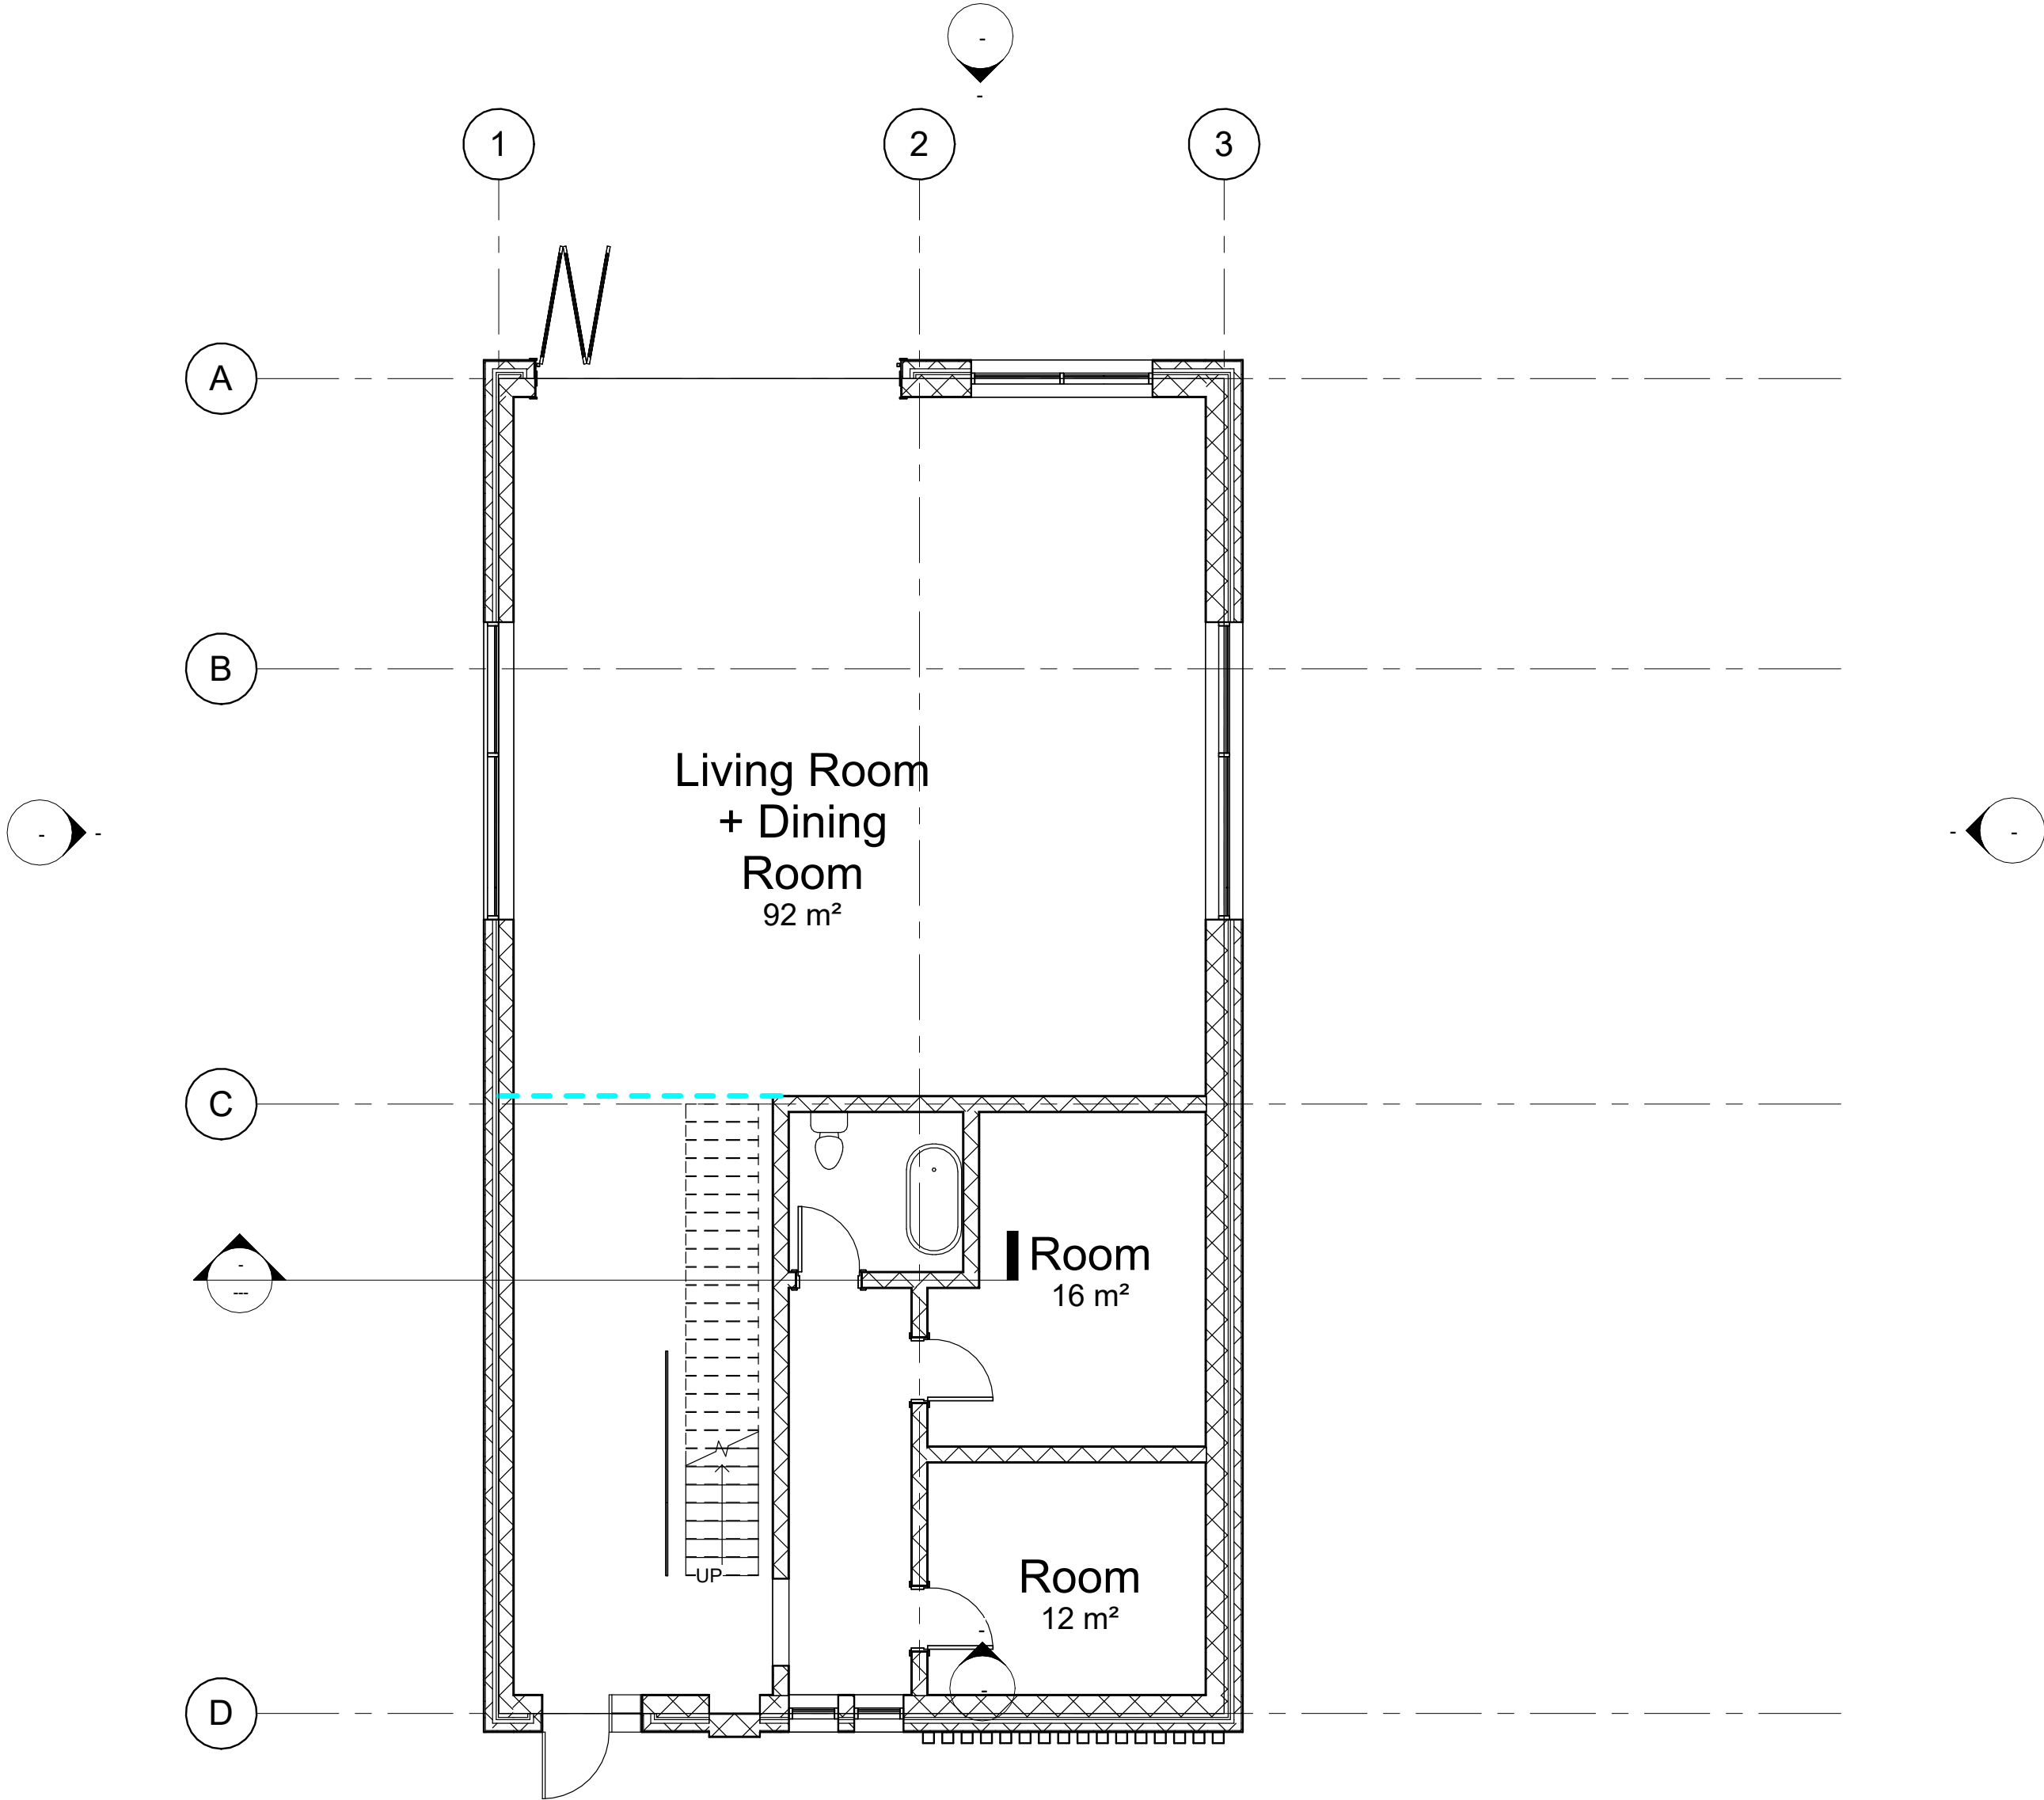 -
-
1
2
3
A
B
Living Room
+ Dining
Room
92 m²
-
-
-
-
C
-
---
Room
16 m²
UP
Room
12 m²
-
-
D